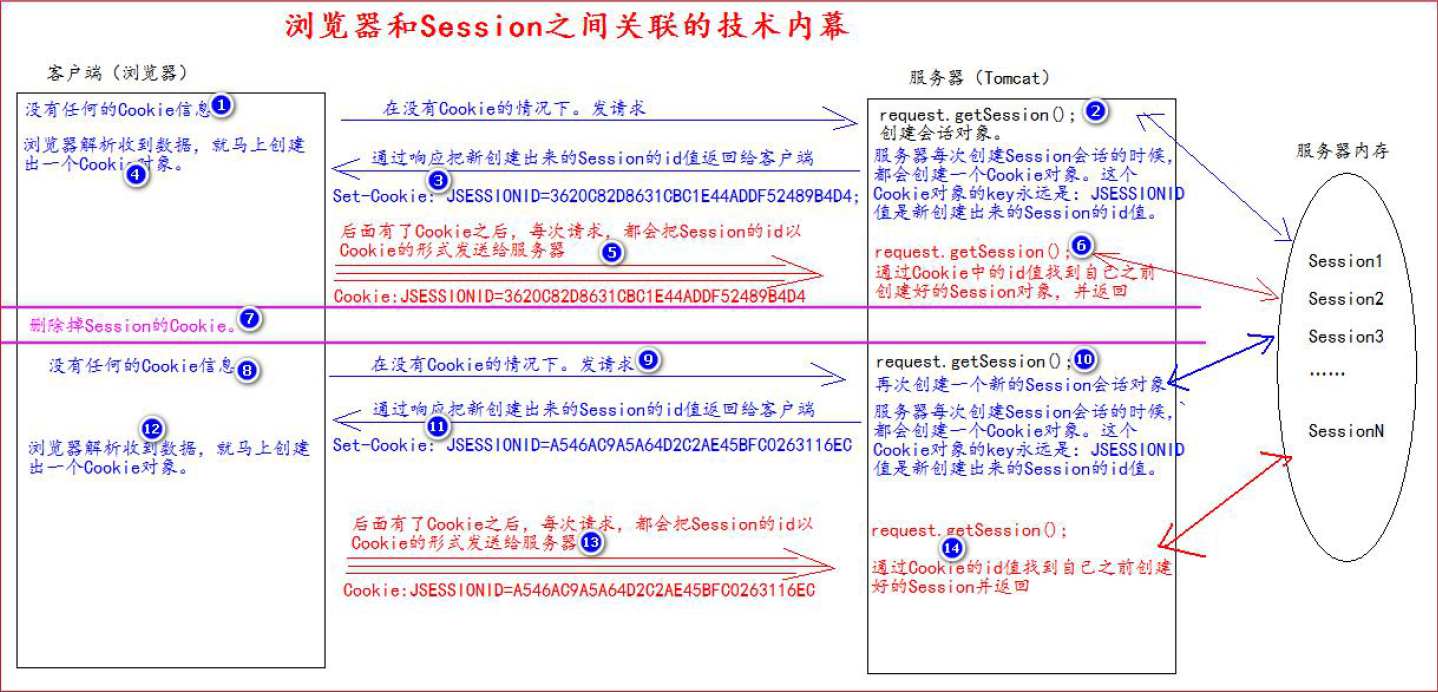 浏览器和Session之间关联的技术内幕
客户端（浏览器）
服务器（Tomcat）
服务器内存
没有任何的Cookie信息 1
在没有Cookie的情况下。发请求
request.getSession(); 2
创建会话对象。
浏览器解析收到数据，就马上创建
出一个Cookie对象。
4
通过响应把新创建出来的Session的id值返回给客户端
3
Set-Cookie: JSESSIONID=3620C82D8631CBC1E44ADDF52489B4D4;
服务器每次创建Session会话的时候，
都会创建一个Cookie对象。这个
Cookie对象的key永远是：JSESSIONID
值是新创建出来的Session的id值。
后面有了Cookie之后，每次请求，都会把Session的id以
Cookie的形式发送给服务器 5
Cookie:JSESSIONID=3620C82D8631CBC1E44ADDF52489B4D4
request.getSession(); 6
通过Cookie中的id值找到自己之前
创建好的Session对象，并返回
Session1
Session2
Session3
......
SessionN
删除掉Session的Cookie。 7
没有任何的Cookie信息 8
在没有Cookie的情况下。发请求 9
request.getSession(); 10
再次创建一个新的Session会话对象
通过响应把新创建出来的Session的id值返回给客户端
11
Set-Cookie: JSESSIONID=A546AC9A5A64D2C2AE45BFC0263116EC
服务器每次创建Session会话的时候，
都会创建一个Cookie对象。这个
Cookie对象的key永远是：JSESSIONID
值是新创建出来的Session的id值。
12
浏览器解析收到数据，就马上创建
出一个Cookie对象。
后面有了Cookie之后，每次请求，都会把Session的id以
Cookie的形式发送给服务器 13
Cookie:JSESSIONID=A546AC9A5A64D2C2AE45BFC0263116EC
request.getSession();
14
通过Cookie的id值找到自己之前创建
好的Session并返回